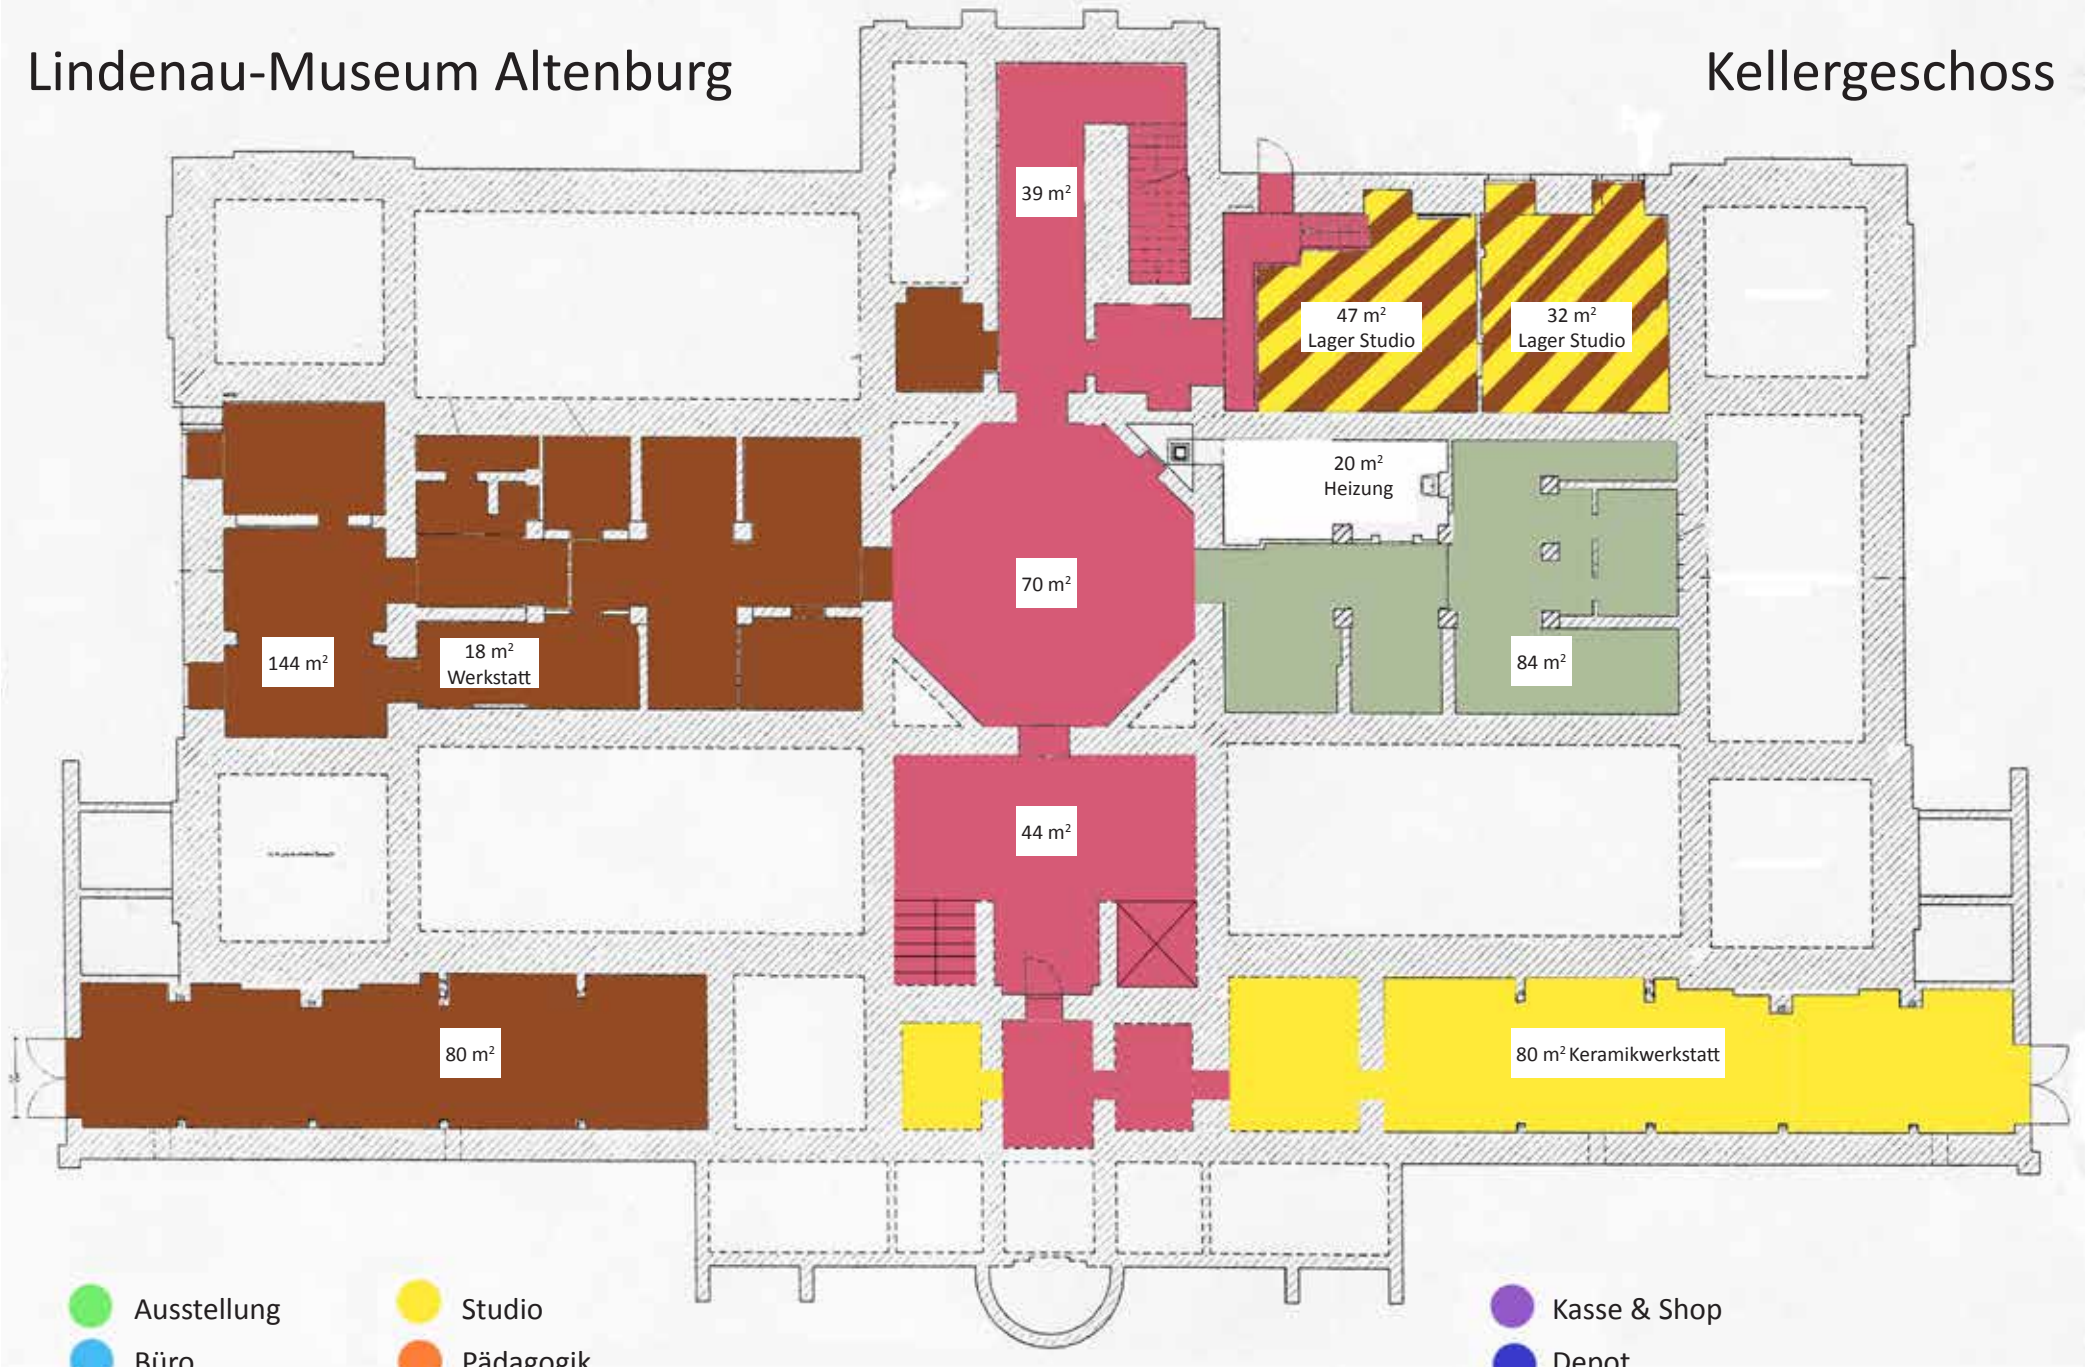 Lindenau-Museum Altenburg
Kellergeschoss
39 m²
47 m²
Lager Studio
32 m²
Lager Studio
20 m²
Heizung
70 m²
144 m²
18 m²
Werkstatt
84 m²
44 m²
80 m²
80 m² Keramikwerkstatt
Ausstellung
Studio
Kasse & Shop
Büro
Pädagogik
Depot